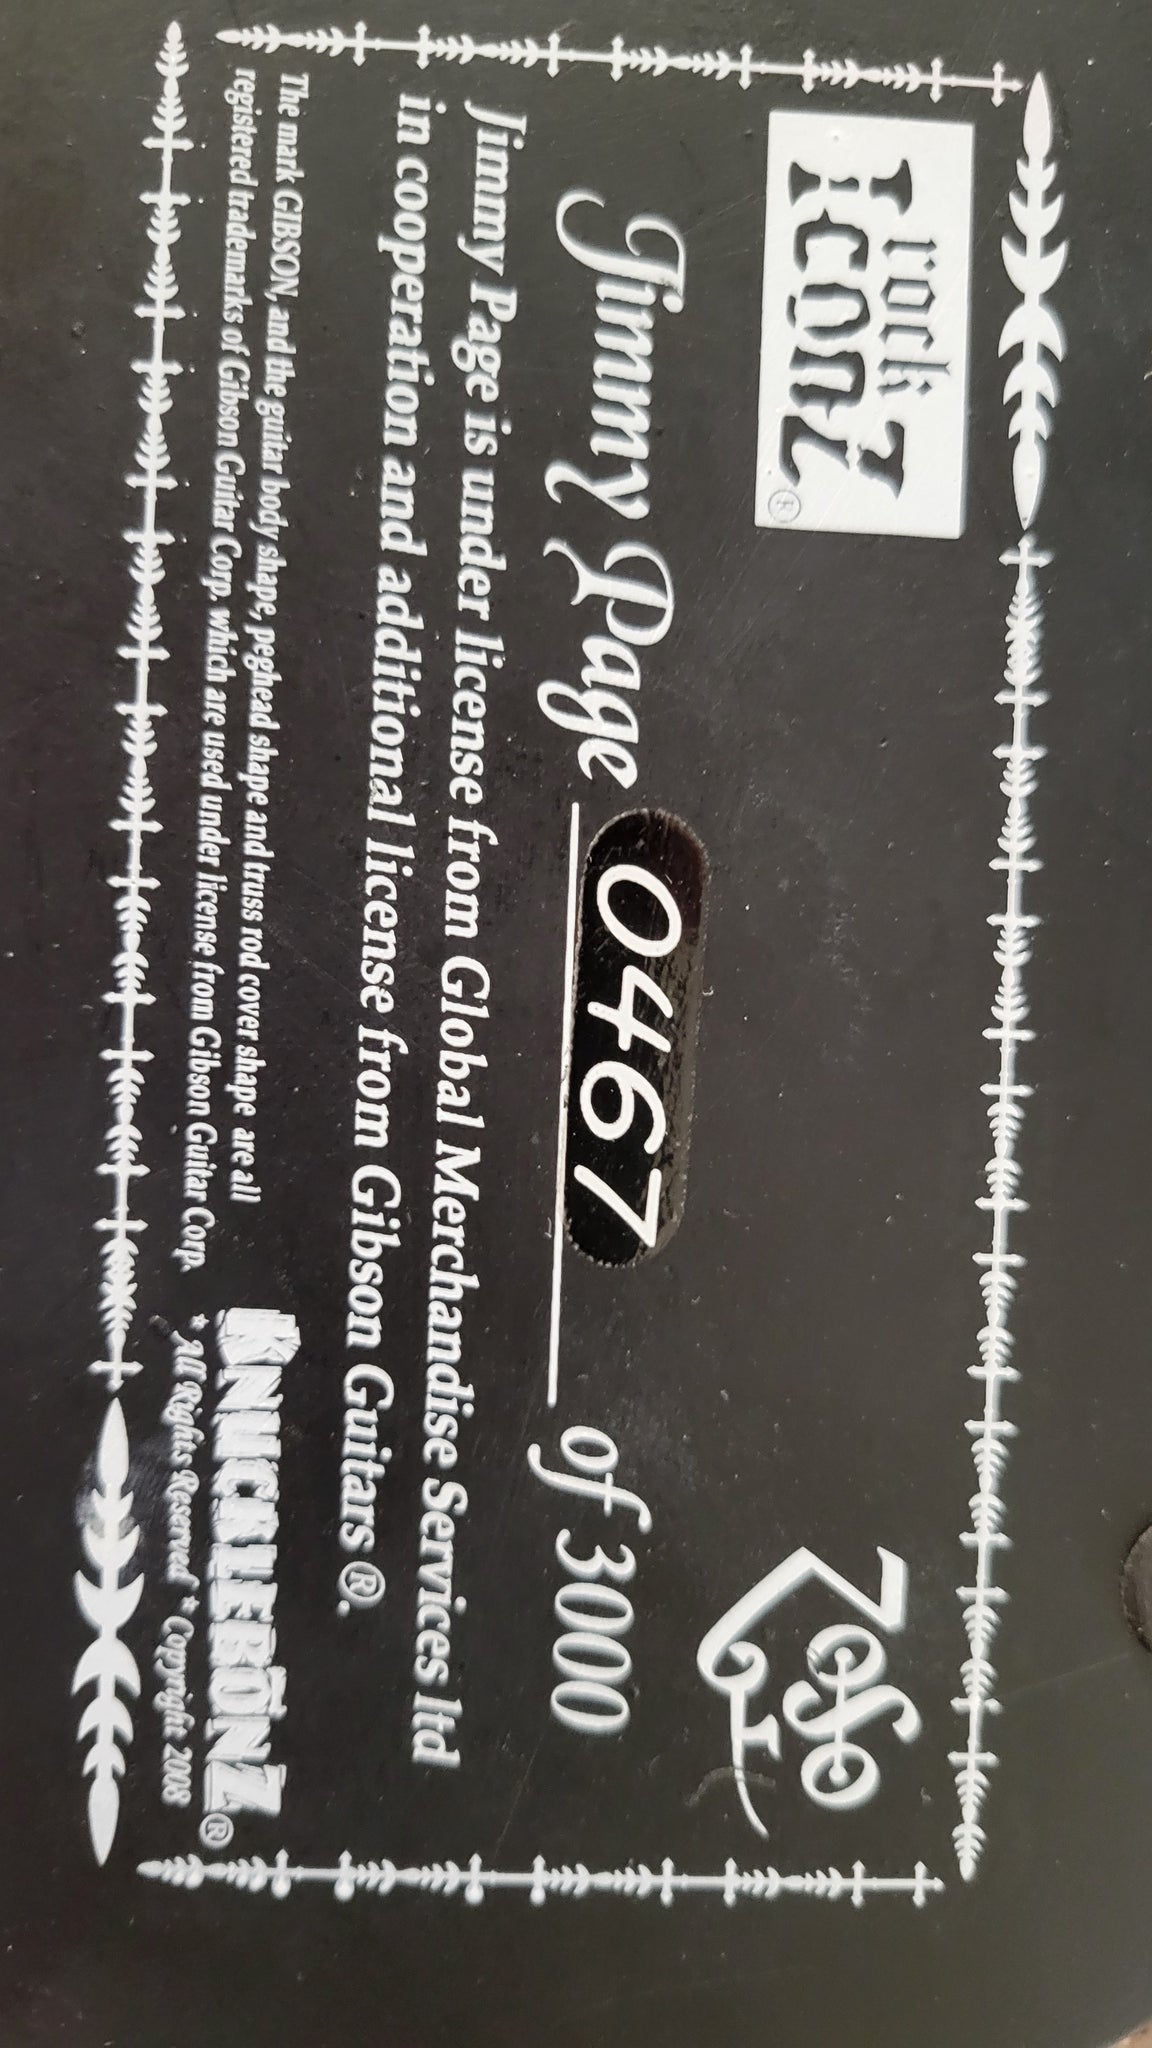 rock
IconZ®
ZoSo
Jimmy Page 0467 of 3000
Jimmy Page is under license from Global Merchandise Services ltd
in cooperation and additional license from Gibson Guitars ®.
The mark GIBSON, and the guitar body shape, peghead shape and truss rod cover shape are all
registered trademarks of Gibson Guitar Corp. which are used under license from Gibson Guitar Corp.
KNUCKLEBONZ®
* All Rights Reserved * Copyright 2008